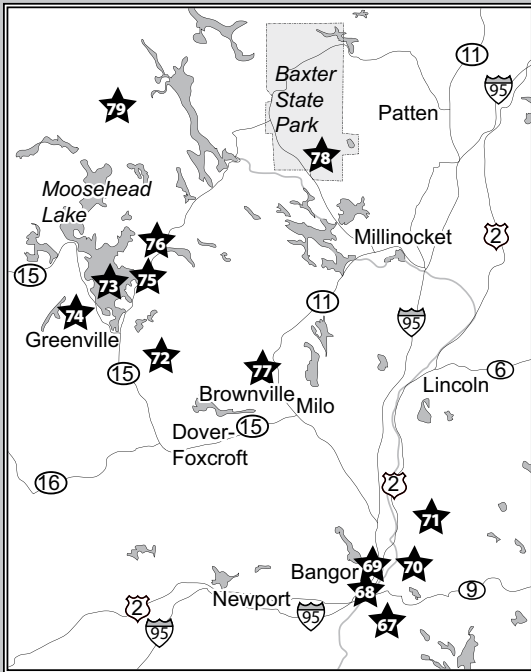 11
Baxter
State
Park
95
79
Patten
78
Moosehead
Lake
76
Millinocket
2
15
73
75
11
74
95
Greenville
72
15
77
6
Brownville
Lincoln
Milo
Dover-
15
Foxcroft
16
2
71
69
70
Bangor
68
9
Newport
2
95
95
67